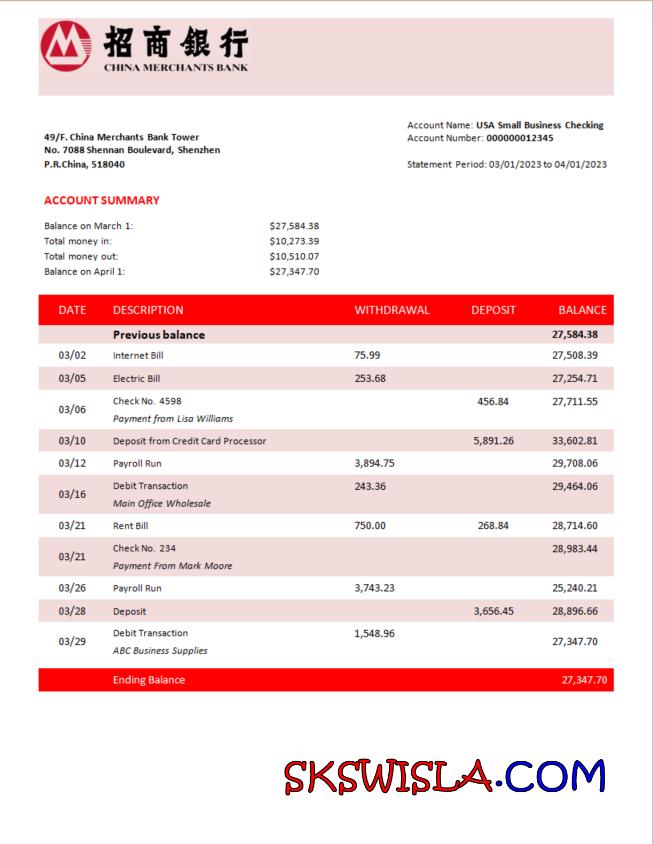 招商銀行
CHINA MERCHANTS BANK
49/F. China Merchants Bank Tower
No. 7088 Shennan Boulevard, Shenzhen
P.R.China, 518040
Account Name: USA Small Business Checking
Account Number: 000000012345
Statement Period: 03/01/2023 to 04/01/2023
ACCOUNT SUMMARY
Balance on March 1: $27,584.38
Total money in: $10,273.39
Total money out: $10,510.07
Balance on April 1: $27,347.70
DATE DESCRIPTION WITHDRAWAL DEPOSIT BALANCE
Previous balance 27,584.38
03/02 Internet Bill 75.99 27,508.39
03/05 Electric Bill 253.68 27,254.71
03/06 Check No. 4598 456.84 27,711.55
Payment from Lisa Williams
03/10 Deposit from Credit Card Processor 5,891.26 33,602.81
03/12 Payroll Run 3,894.75 29,708.06
03/16 Debit Transaction 243.36 29,464.06
Main Office Wholesale
03/21 Rent Bill 750.00 268.84 28,714.60
03/21 Check No. 234 28,983.44
Payment From Mark Moore
03/26 Payroll Run 3,743.23 25,240.21
03/28 Deposit 3,656.45 28,896.66
03/29 Debit Transaction 1,548.96 27,347.70
ABC Business Supplies
Ending Balance 27,347.70
SKSWISLA.COM